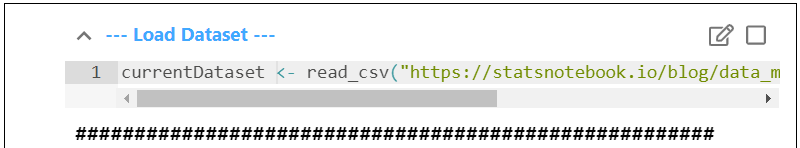 --- Load Dataset ---
1 currentDataset <- read_csv("https://statsnotebook.io/blog/data_m
######################################################